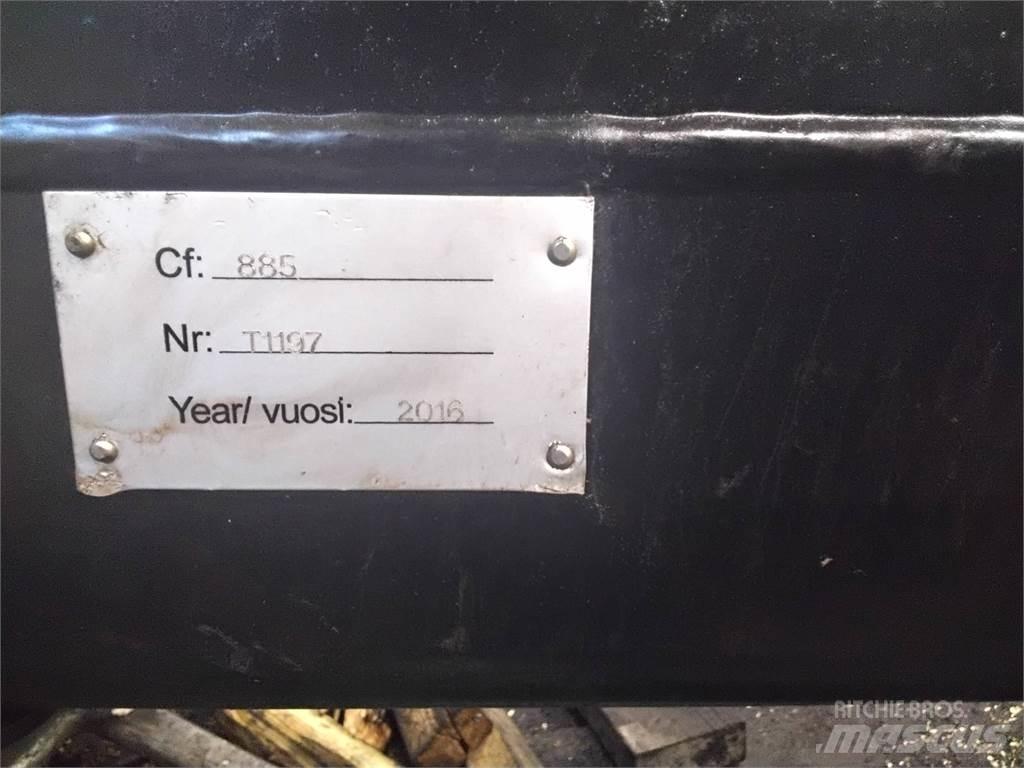 Cf: 885
Nr: T1197
Year/ vuosi: 2016
RITCHIE BROS.
MASCUS